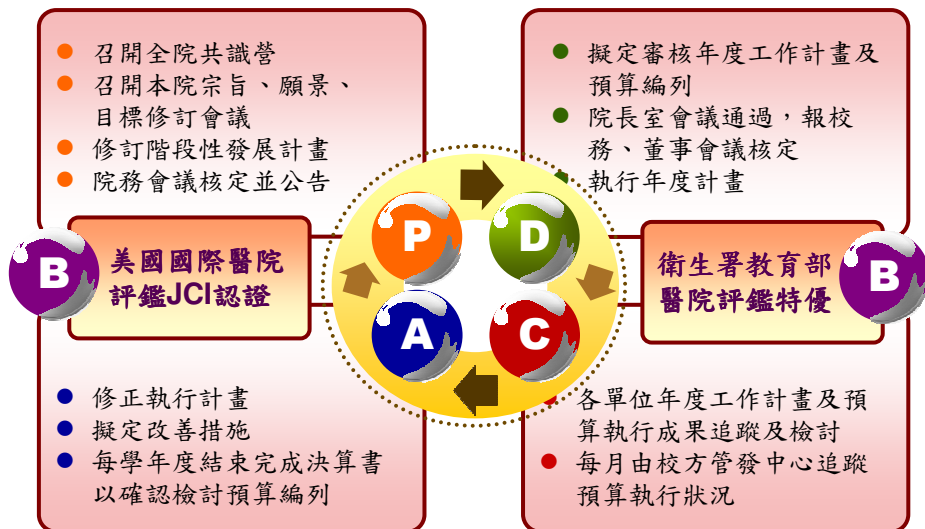 召開全院共識營
召開本院宗旨、願景、
目標修訂會議
修訂階段性發展計畫
院務會議核定並公告
擬定審核年度工作計畫及
預算編列
院長室會議通過，報校
務、董事會議核定
執行年度計畫
P
D
B
美國國際醫院
評鑑JCI認證
衛生署教育部
醫院評鑑特優
B
A
C
修正執行計畫
擬定改善措施
每學年度結束完成決算書
以確認檢討預算編列
各單位年度工作計畫及預
算執行成果追蹤及檢討
每月由校方管發中心追蹤
預算執行狀況